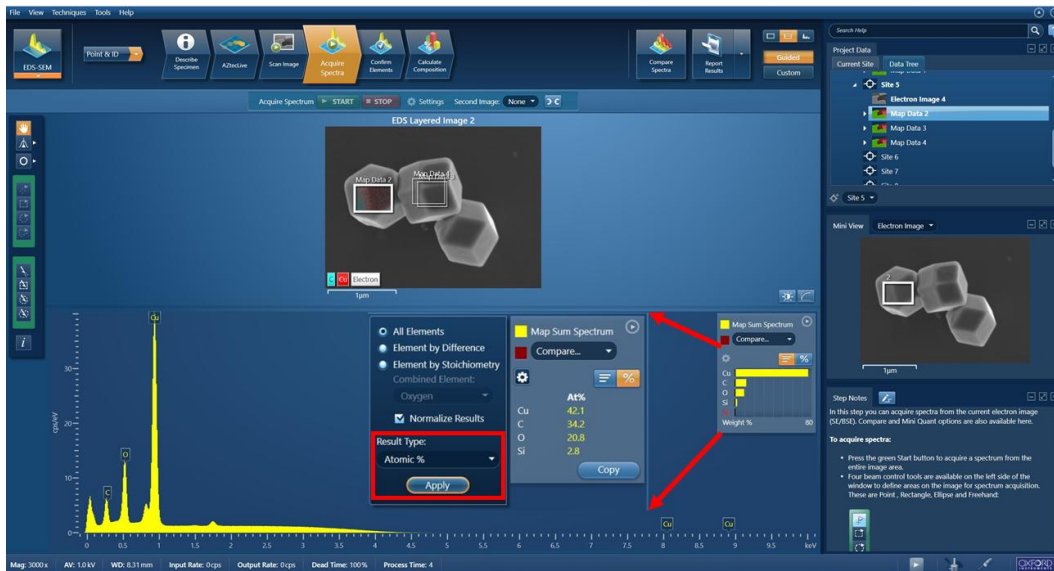 File View Techniques Tools Help
EDS-SEM
Point & ID
Describe
Specimen
AZtecLive
Scan Image
Acquire
Spectra
Confirm
Elements
Calculate
Composition
Compare
Spectra
Report
Results
Guided
Custom
Acquire Spectrum START STOP Settings Second Image: None
EDS Layered Image 2
Map Data 2
C Cu Electron
1μm
cps/eV
30
20
10
0
Cu
O
C
Cu
Cu
0 0.5 1 1.5 2 2.5 3 3.5 4 4.5 5 5.5 6 6.5 7 7.5 8 8.5 9 9.5 keV
All Elements
Element by Difference
Element by Stoichiometry
Combined Element:
Oxygen
Normalize Results
Result Type:
Atomic %
Apply
Map Sum Spectrum
Compare...
%
At%
Cu 42.1
C 34.2
O 20.8
Si 2.8
Copy
Map Sum Spectrum
Compare...
%
Cu
C
O
Si
Weight % 80
Search Help
Project Data
Current Site Data Tree
Site 5
Electron Image 4
Map Data 2
Map Data 3
Map Data 4
Site 6
Site 7
Site 5
Mini View Electron Image
2
1μm
Step Notes
In this step you can acquire spectra from the current electron image
(SE/BSE). Compare and Mini Quant options are also available here.
To acquire spectra:
• Press the green Start button to acquire a spectrum from the
entire image area.
• Four beam control tools are available on the left side of the
window to define areas on the image for spectrum acquisition.
These are Point , Rectangle, Ellipse and Freehand:
Mag: 3000 x AV: 1.0 kV WD: 8.31 mm Input Rate: 0 cps Output Rate: 0 cps Dead Time: 100% Process Time: 4
OXFORD
INSTRUMENTS